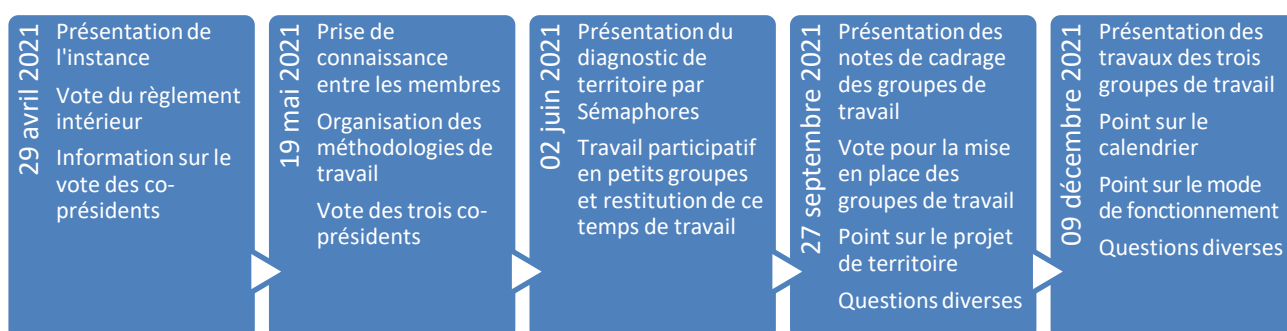 29 avril 2021
Présentation de
l'instance
Vote du règlement
intérieur
Information sur le
vote des co-
présidents
19 mai 2021
Prise de
connaissance
entre les membres
Organisation des
méthodologies de
travail
Vote des trois co-
présidents
02 juin 2021
Présentation du
diagnostic de
territoire par
Sémaphores
Travail participatif
en petits groupes
et restitution de ce
temps de travail
27 septembre 2021
Présentation des
notes de cadrage
des groupes de
travail
Vote pour la mise
en place des
groupes de travail
Point sur le projet
de territoire
Questions diverses
09 décembre 2021
Présentation des
travaux des trois
groupes de travail
Point sur le
calendrier
Point sur le mode
de fonctionnement
Questions diverses